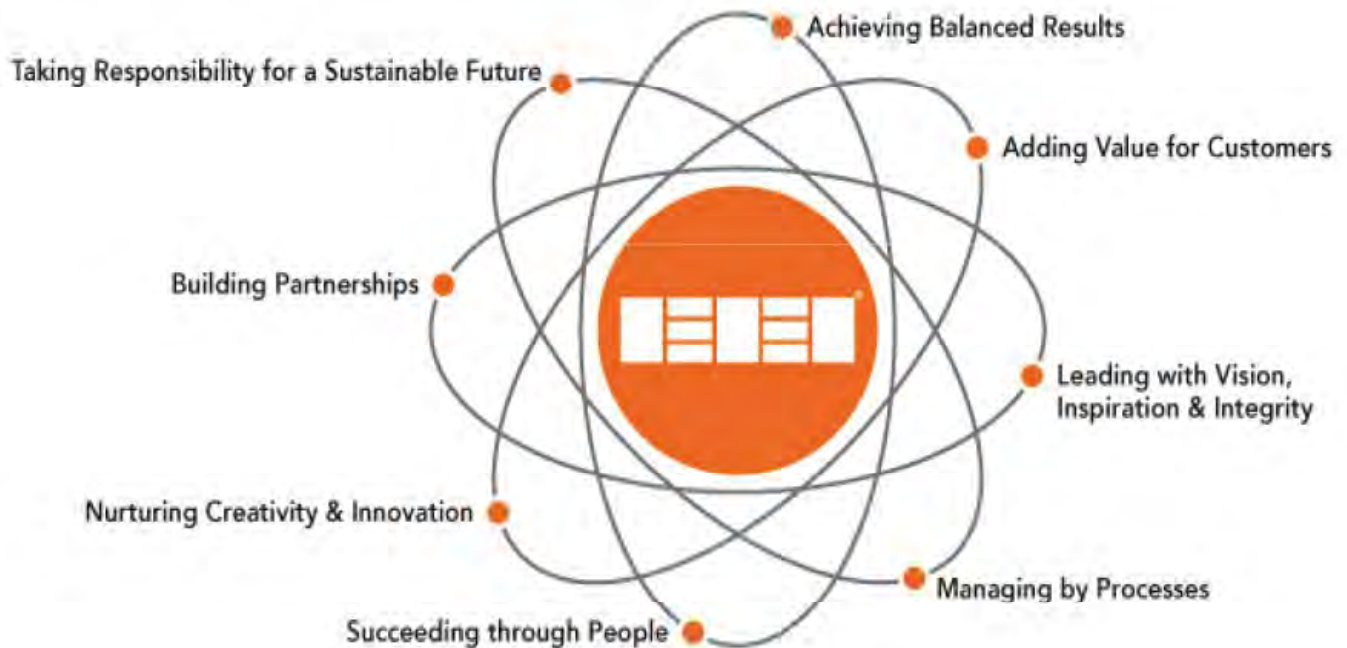 Achieving Balanced Results
Taking Responsibility for a Sustainable Future
Adding Value for Customers
Building Partnerships
Leading with Vision,
Inspiration & Integrity
Nurturing Creativity & Innovation
Managing by Processes
Succeeding through People